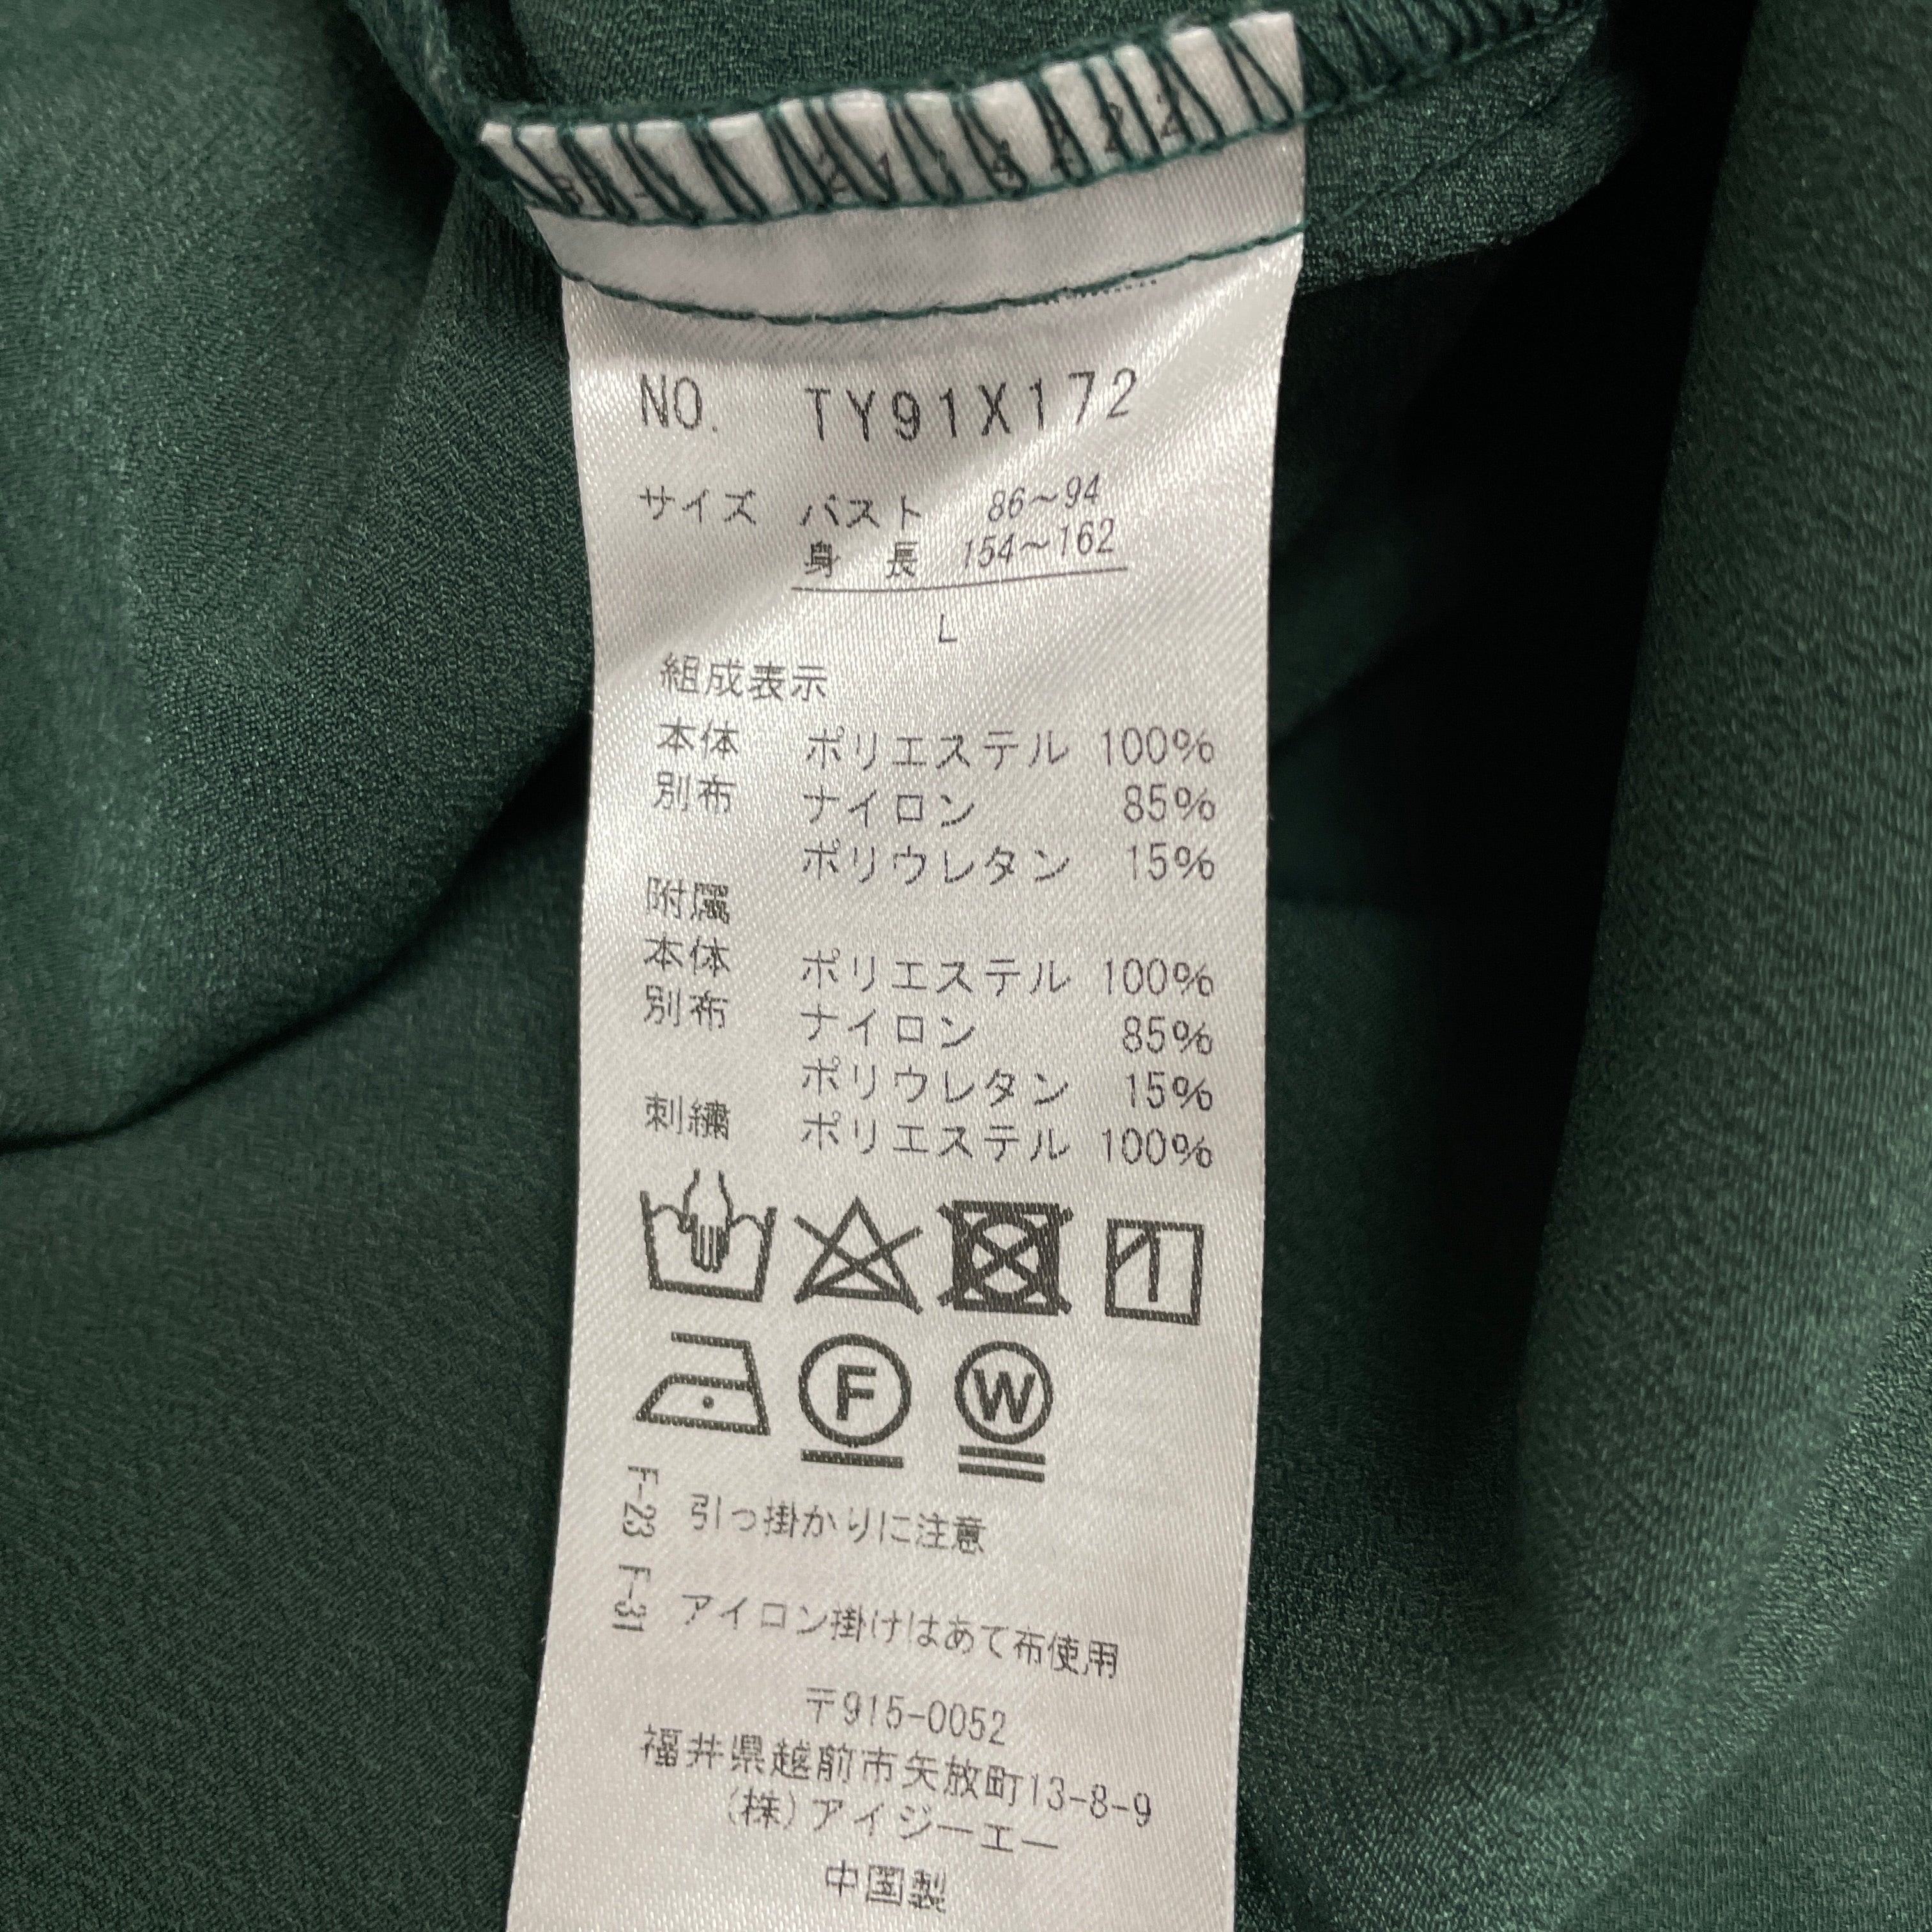 NO. TY91X172
サイズ バスト 86~94
身 長 154~162
L
組成表示
本体 ポリエステル 100%
別布 ナイロン 85%
ポリウレタン 15%
附属
本体 ポリエステル 100%
別布 ナイロン 85%
ポリウレタン 15%
刺繍 ポリエステル 100%
F
W
F-23 引っ掛かりに注意
F-31 アイロン掛けはあて布使用
〒915-0052
福井県越前市矢放町13-8-9
(株)アイジーエー
中国製